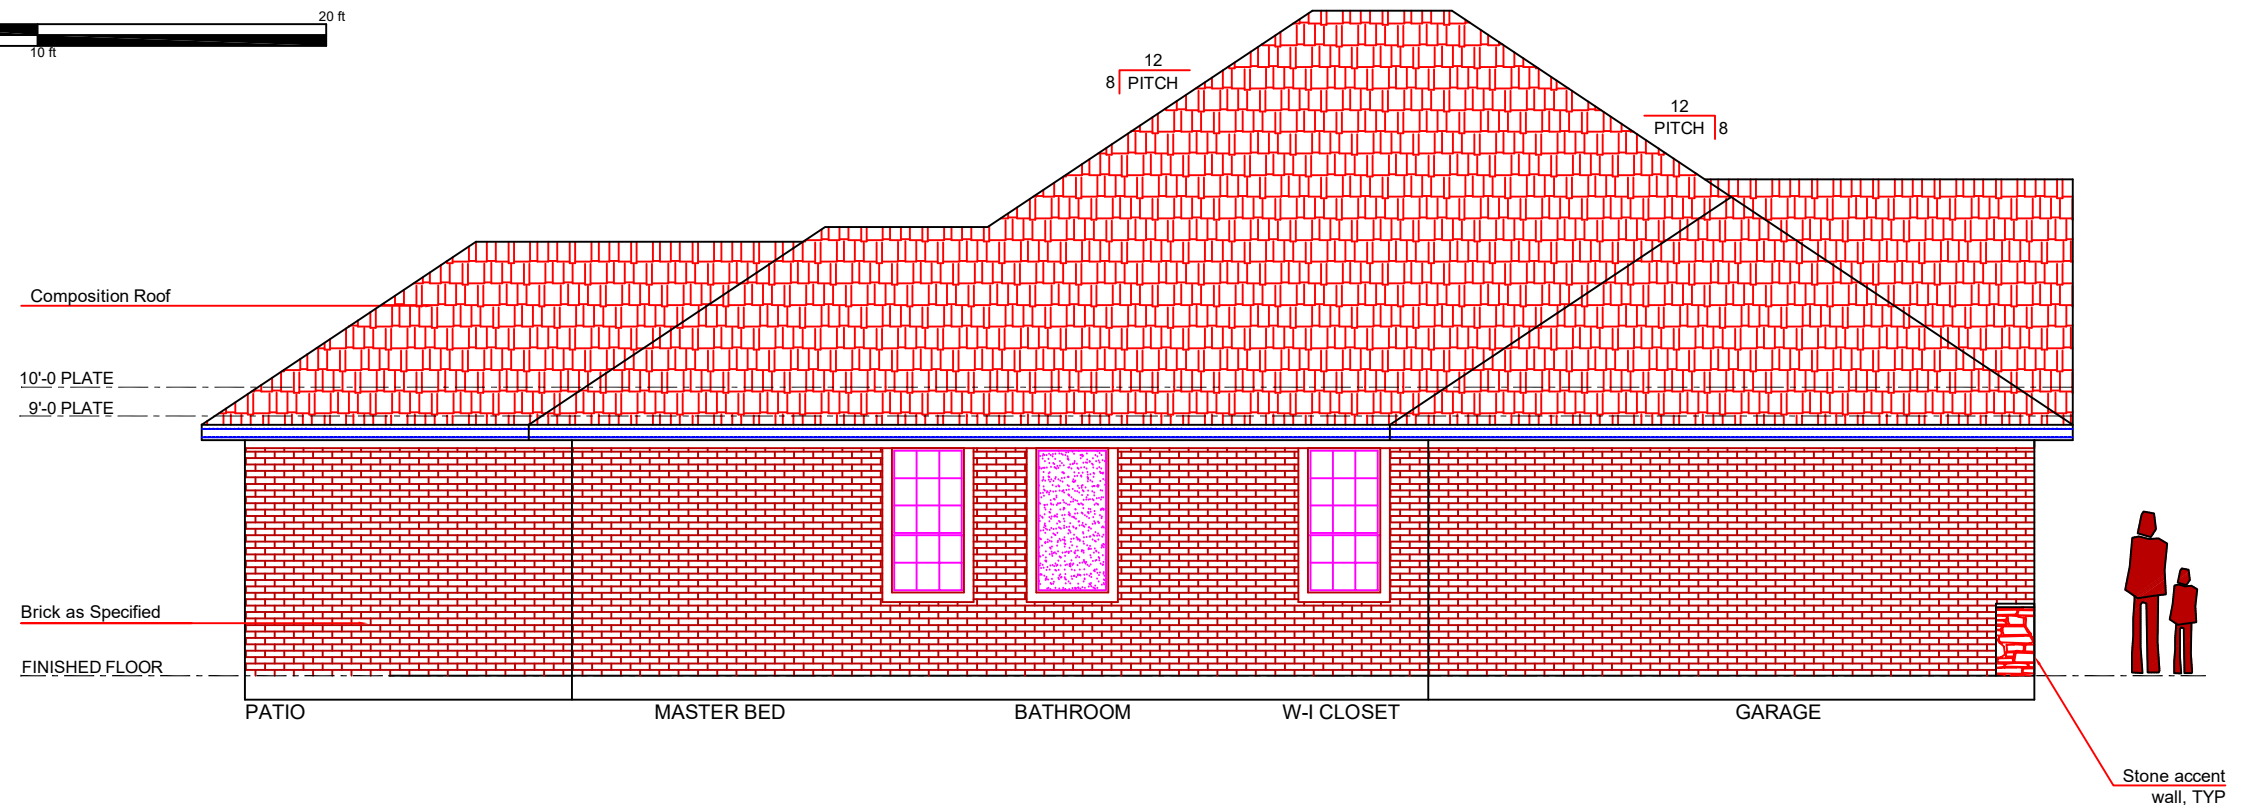 20 ft
10 ft
12
8 PITCH
12
PITCH 8
Composition Roof
10'-0 PLATE
9'-0 PLATE
Brick as Specified
FINISHED FLOOR
PATIO MASTER BED BATHROOM W-I CLOSET GARAGE
Stone accent
wall, TYP